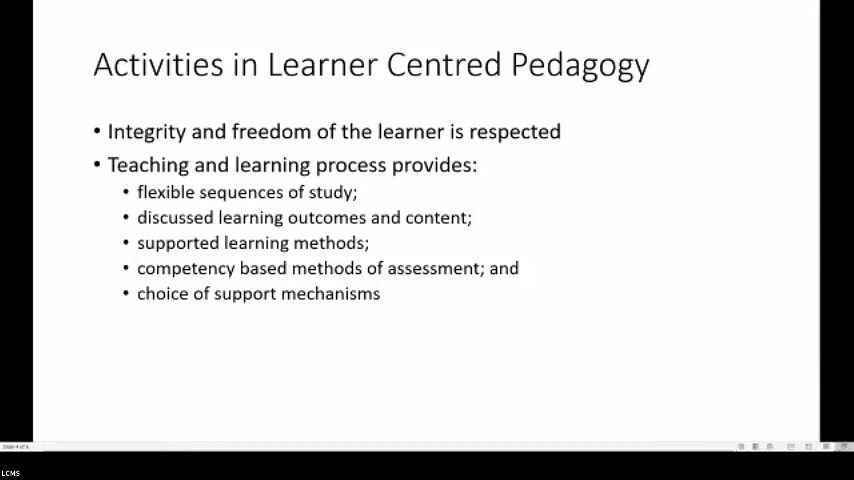 Activities in Learner Centred Pedagogy
• Integrity and freedom of the learner is respected
• Teaching and learning process provides:
• flexible sequences of study;
• discussed learning outcomes and content;
• supported learning methods;
• competency based methods of assessment; and
• choice of support mechanisms
LCMS